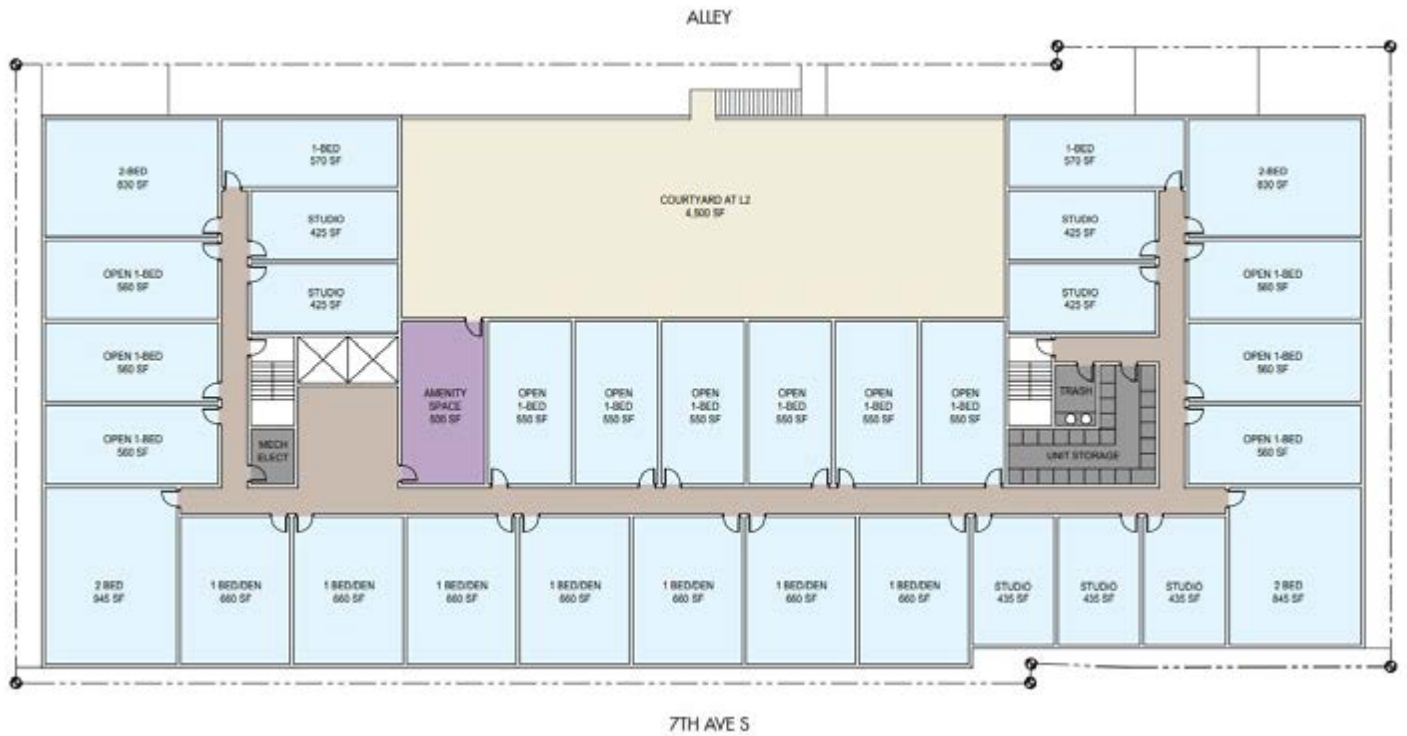 ALLEY
2-BED
830 SF
1-BED
570 SF
STUDIO
425 SF
STUDIO
425 SF
OPEN 1-BED
560 SF
OPEN 1-BED
560 SF
OPEN 1-BED
560 SF
COURTYARD AT L2
4,500 SF
1-BED
570 SF
2-BED
830 SF
STUDIO
425 SF
STUDIO
425 SF
OPEN 1-BED
560 SF
OPEN 1-BED
560 SF
OPEN 1-BED
560 SF
MECH
ELECT
AMENITY
SPACE
SF
OPEN
1-BED
550 SF
OPEN
1-BED
550 SF
OPEN
1-BED
550 SF
OPEN
1-BED
550 SF
OPEN
1-BED
550 SF
OPEN
1-BED
550 SF
TRASH
UNIT STORAGE
2 BED
945 SF
1 BED/DEN
660 SF
1 BED/DEN
660 SF
1 BED/DEN
660 SF
1 BED/DEN
660 SF
1 BED/DEN
660 SF
1 BED/DEN
660 SF
1 BED/DEN
660 SF
STUDIO
435 SF
STUDIO
435 SF
STUDIO
435 SF
2 BED
845 SF
7TH AVE S